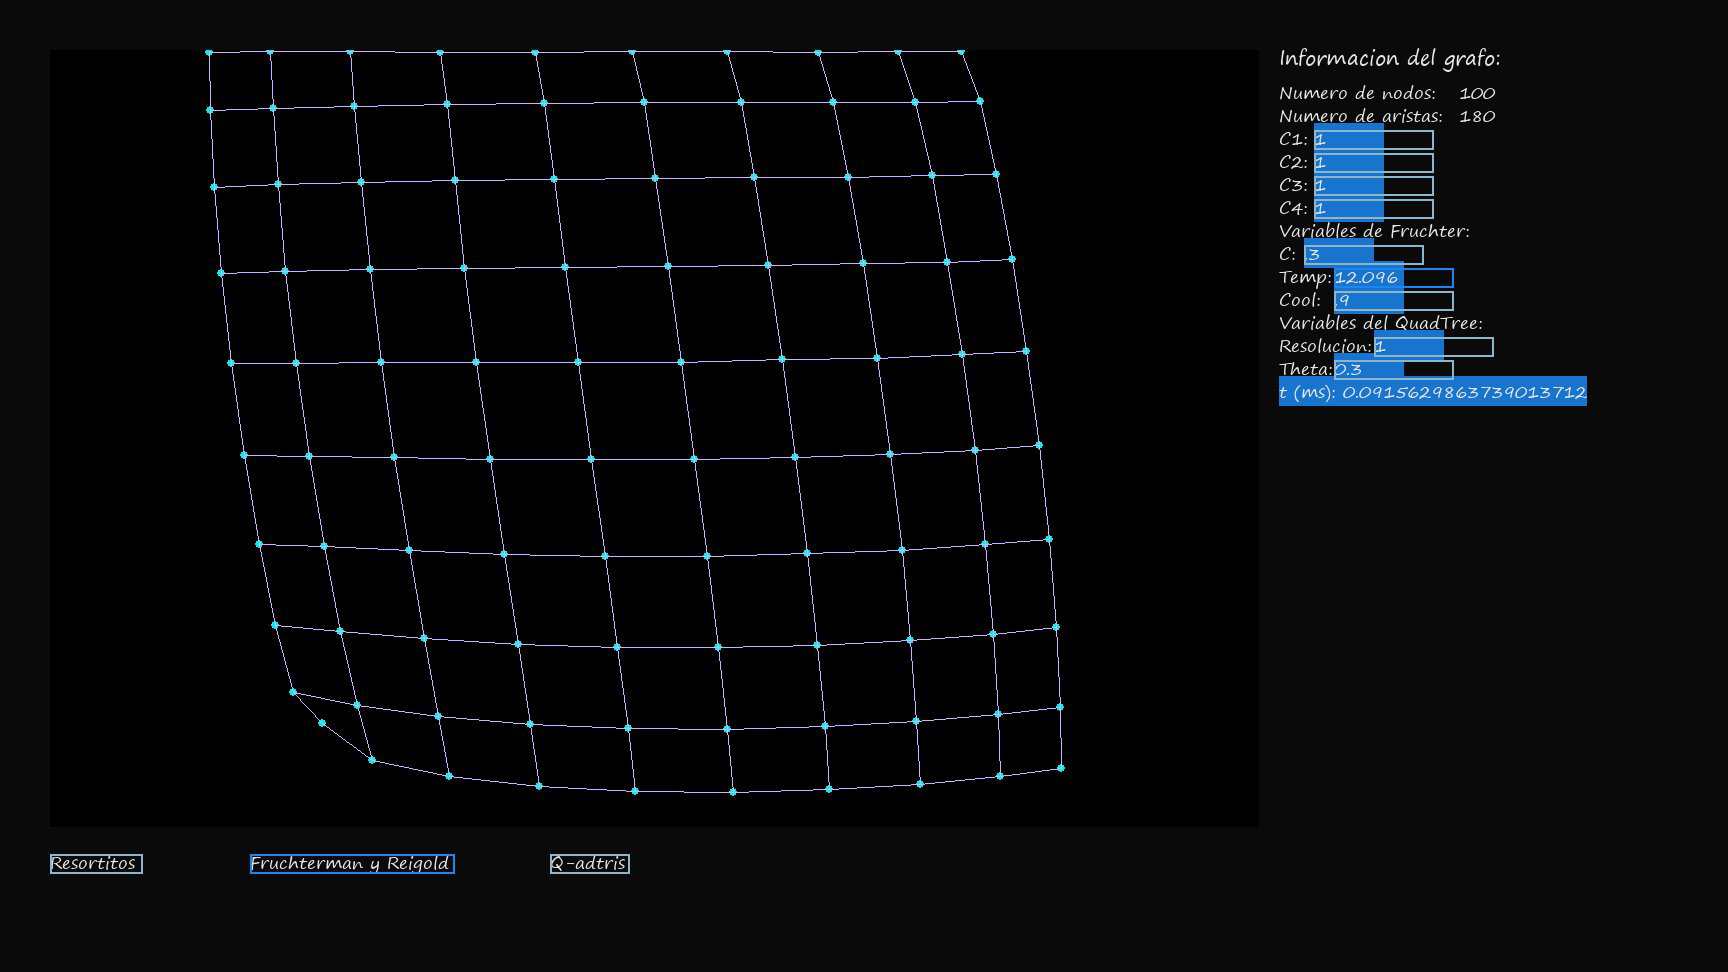 Informacion del grafo:
Numero de nodos: 100
Numero de aristas: 180
C1: 1
C2: 1
C3: 1
C4: 1
Variables de Fruchter:
C: .3
Temp: 12.096
Cool: .9
Variables del QuadTree:
Resolucion: 1
Theta: 0.3
t (ms): 0.0915629863739013712
Resortitos
Fruchterman y Reigold
Q-adtris